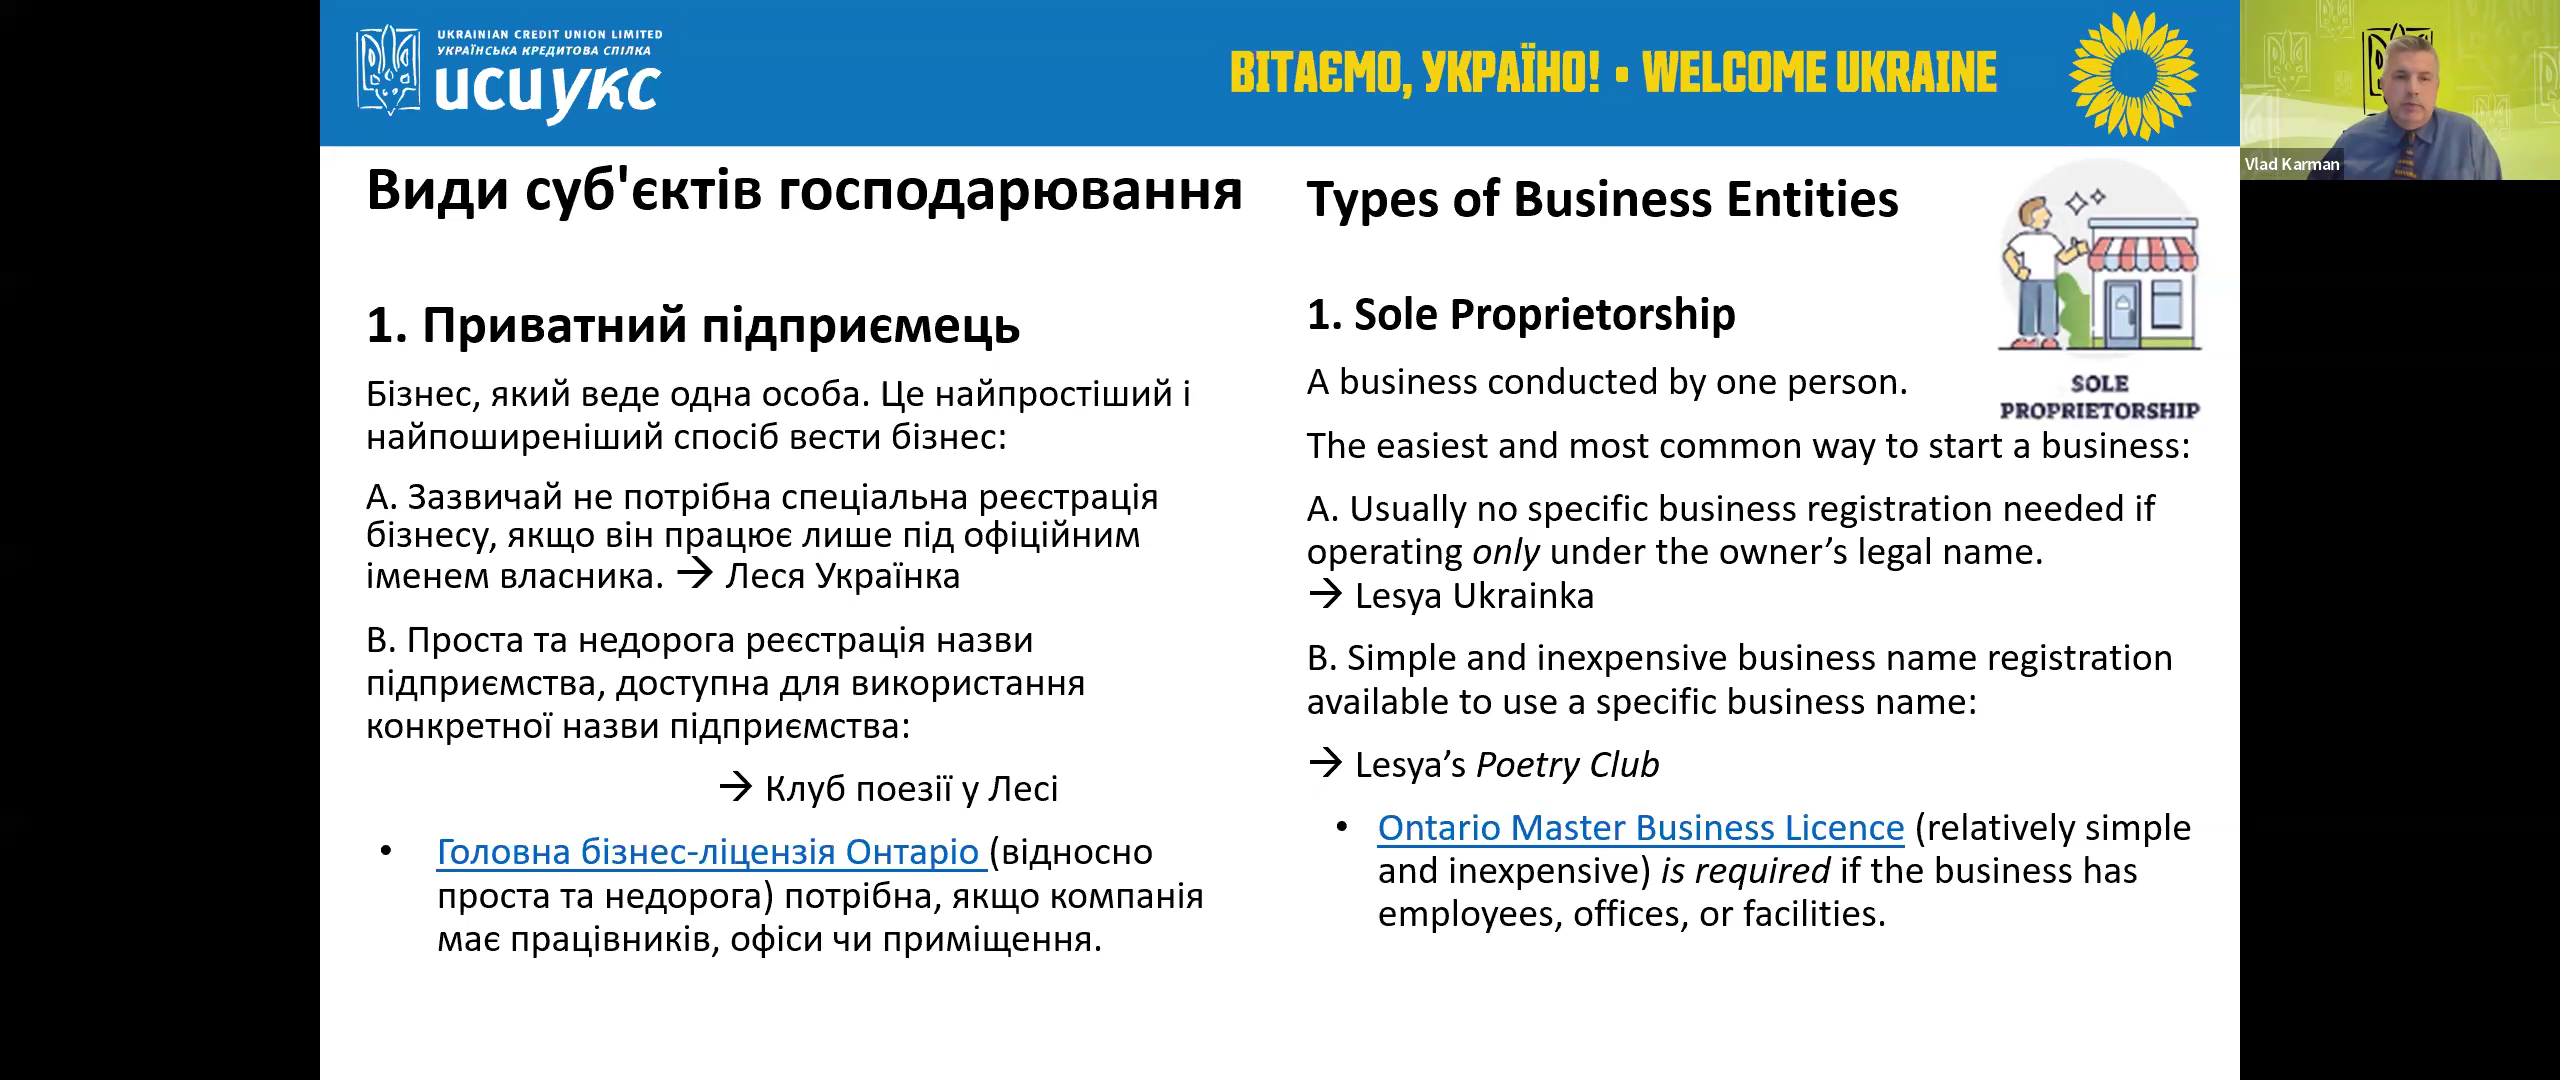 UKRAINIAN CREDIT UNION LIMITED
УКРАЇНСЬКА КРЕДИТОВА СПІЛКА
UCUУКС
ВІТАЄМО, УКРАЇНО! • WELCOME UKRAINE
Vlad Karman
Види суб'єктів господарювання
1. Приватний підприємець
Бізнес, який веде одна особа. Це найпростіший і
найпоширеніший спосіб вести бізнес:
А. Зазвичай не потрібна спеціальна реєстрація
бізнесу, якщо він працює лише під офіційним
іменем власника. → Леся Українка
В. Проста та недорога реєстрація назви
підприємства, доступна для використання
конкретної назви підприємства:
→ Клуб поезії у Лесі
• Головна бізнес-ліцензія Онтаріо (відносно
проста та недорога) потрібна, якщо компанія
має працівників, офіси чи приміщення.
Types of Business Entities
1. Sole Proprietorship
A business conducted by one person.
The easiest and most common way to start a business:
A. Usually no specific business registration needed if
operating only under the owner’s legal name.
→ Lesya Ukrainka
B. Simple and inexpensive business name registration
available to use a specific business name:
→ Lesya’s Poetry Club
• Ontario Master Business Licence (relatively simple
and inexpensive) is required if the business has
employees, offices, or facilities.
SOLE
PROPRIETORSHIP